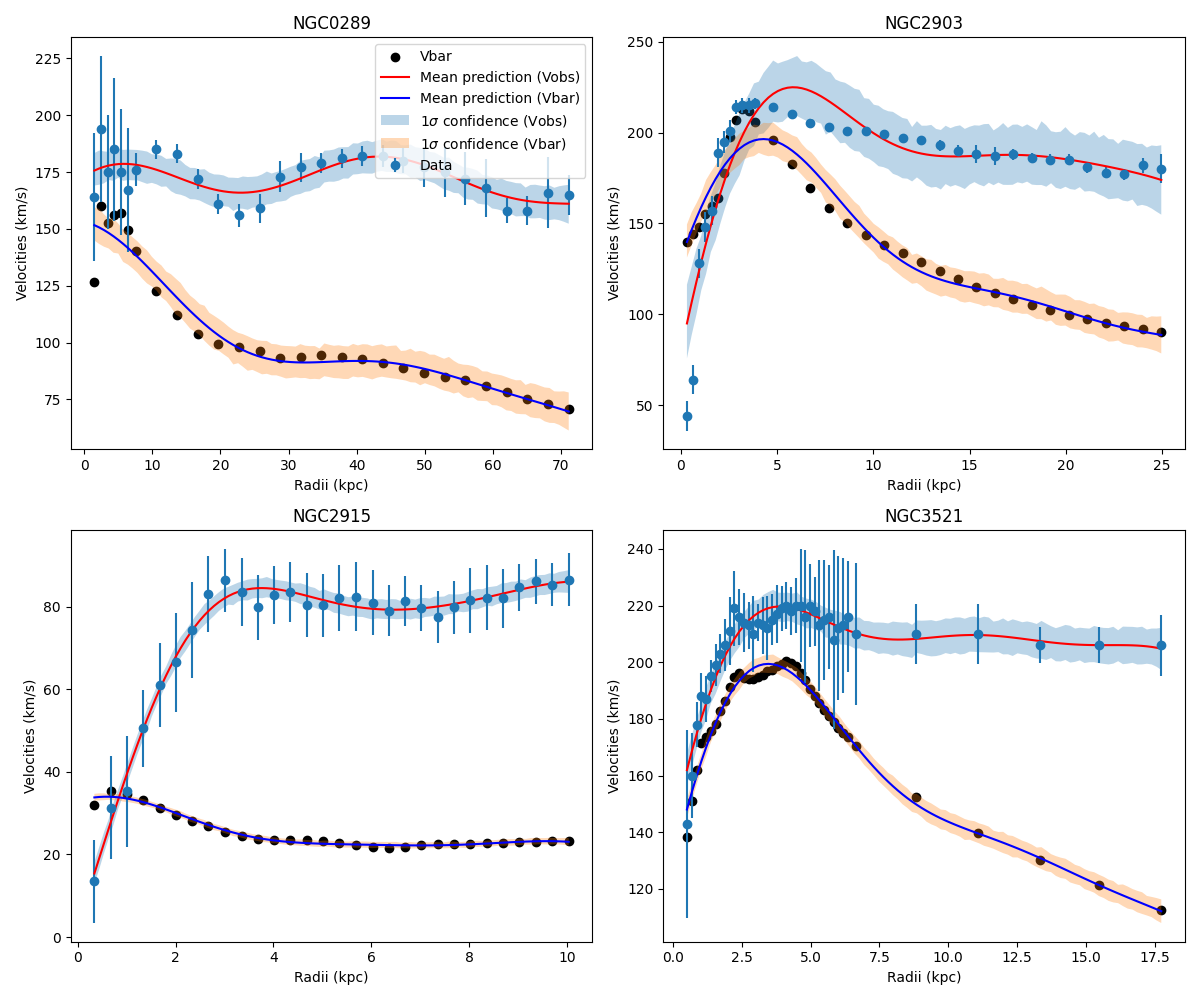 NGC0289
225
200
175
150
125
100
75
Velocities (km/s)
0 10 20 30 40 50 60 70
Radii (kpc)
Vbar
Mean prediction (Vobs)
Mean prediction (Vbar)
1σ confidence (Vobs)
1σ confidence (Vbar)
Data
NGC2903
250
200
150
100
50
Velocities (km/s)
0 5 10 15 20 25
Radii (kpc)
NGC2915
80
60
40
20
0
Velocities (km/s)
0 2 4 6 8 10
Radii (kpc)
NGC3521
240
220
200
180
160
140
120
Velocities (km/s)
0.0 2.5 5.0 7.5 10.0 12.5 15.0 17.5
Radii (kpc)